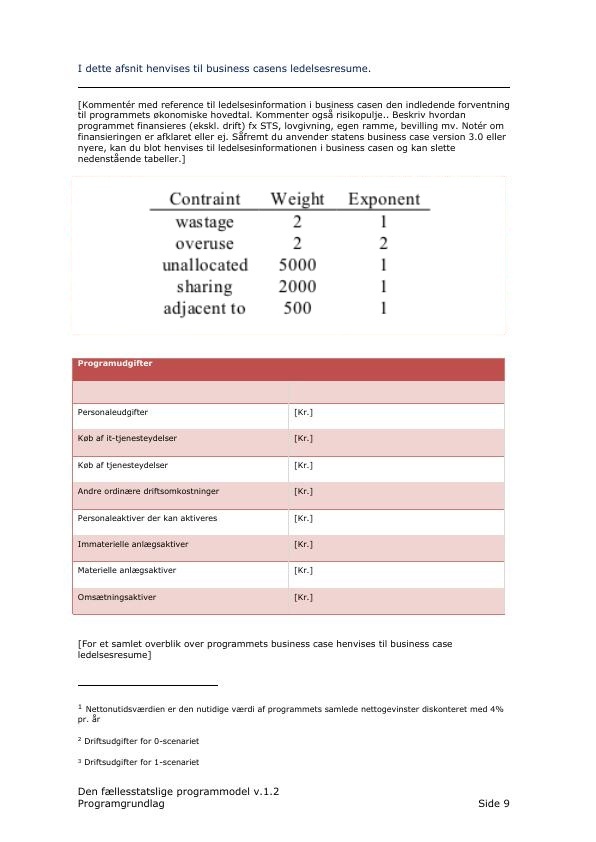 I dette afsnit henvises til business casens ledelsesresume.
[Kommentér med reference til ledelsesinformation i business casen den indledende forventning
til programmets økonomiske hovedtal. Kommenter også risikopulje.. Beskriv hvordan
programmet finansieres (ekskl. drift) fx STS, lovgivning, egen ramme, bevilling mv. Notér om
finansieringen er afklaret eller ej. Såfremt du anvender statens business case version 3.0 eller
nyere, kan du blot henvises til ledelsesinformationen i business casen og kan slette
nedenstående tabeller.]
Contraint Weight Exponent
wastage 2 1
overuse 2 2
unallocated 5000 1
sharing 2000 1
adjacent to 500 1
Programudgifter
Personaleudgifter [Kr.]
Køb af it-tjenesteydelser [Kr.]
Køb af tjenesteydelser [Kr.]
Andre ordinære driftsomkostninger [Kr.]
Personaleaktiver der kan aktiveres [Kr.]
Immaterielle anlægsaktiver [Kr.]
Materielle anlægsaktiver [Kr.]
Omsætningsaktiver [Kr.]
[For et samlet overblik over programmets business case henvises til business case
ledelsesresume]
1 Nettonutidsværdien er den nutidige værdi af programmets samlede nettogevinster diskonteret med 4%
pr. år
2 Driftsudgifter for 0-scenariet
3 Driftsudgifter for 1-scenariet
Den fællesstatslige programmodel v.1.2
Programgrundlag Side 9